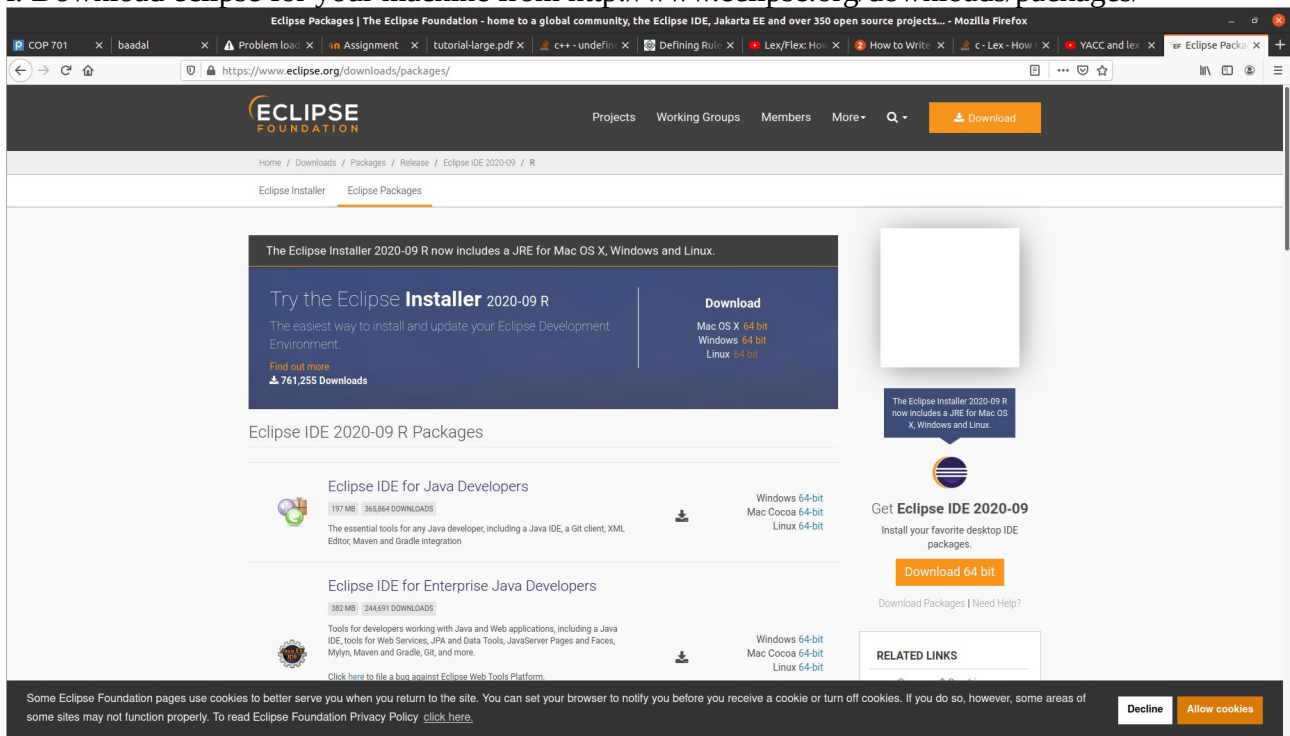 1. Download eclipse for your machine from http://www.eclipse.org/downloads/packages/
Eclipse Packages | The Eclipse Foundation - home to a global community, the Eclipse IDE, Jakarta EE and over 350 open source projects... - Mozilla Firefox
COP 701 baadal Problem load in Assignment tutorial-large.pdf c++ - undefin Defining Rule Lex/Flex: How How to Write c - Lex - How YACC and lex Eclipse Packa
https://www.eclipse.org/downloads/packages/
ECLIPSE
FOUNDATION
Projects Working Groups Members More Download
Home / Downloads / Packages / Release / Eclipse IDE 2020-09 / R
Eclipse Installer Eclipse Packages
The Eclipse Installer 2020-09 R now includes a JRE for Mac OS X, Windows and Linux.
Try the Eclipse Installer 2020-09 R
The easiest way to install and update your Eclipse Development
Environment.
Find out more
761,255 Downloads
Download
Mac OS X 64 bit
Windows 64 bit
Linux 64 bit
Eclipse IDE 2020-09 R Packages
Eclipse IDE for Java Developers
197 MB 365,864 DOWNLOADS
The essential tools for any Java developer, including a Java IDE, a Git client, XML
Editor, Maven and Gradle integration
Windows 64-bit
Mac Cocoa 64-bit
Linux 64-bit
Eclipse IDE for Enterprise Java Developers
382 MB 244,691 DOWNLOADS
Tools for developers working with Java and Web applications, including a Java
IDE, tools for Web Services, JPA and Data Tools, JavaServer Pages and Faces,
Mylyn, Maven and Gradle, Git, and more.
Click here to file a bug against Eclipse Web Tools Platform.
Windows 64-bit
Mac Cocoa 64-bit
Linux 64-bit
The Eclipse Installer 2020-09 R
now includes a JRE for Mac OS
X, Windows and Linux.
Get Eclipse IDE 2020-09
Install your favorite desktop IDE
packages.
Download 64 bit
Download Packages | Need Help?
RELATED LINKS
Some Eclipse Foundation pages use cookies to better serve you when you return to the site. You can set your browser to notify you before you receive a cookie or turn off cookies. If you do so, however, some areas of
some sites may not function properly. To read Eclipse Foundation Privacy Policy click here.
Decline Allow cookies